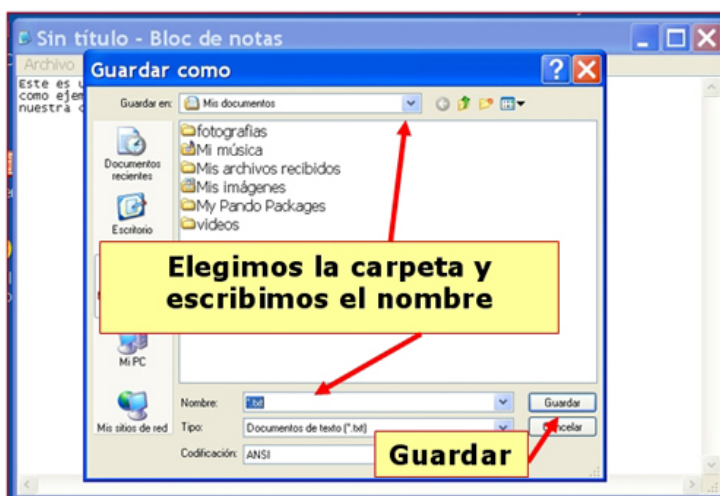 Sin título - Bloc de notas
Archivo
Guardar como
Este es
como
nuestra
Guardar en: Mis documentos
fotografias
Mi música
Mis archivos recibidos
Mis imágenes
My Pando Packages
videos
Documentos recientes
Escritorio
Elegimos la carpeta y
escribimos el nombre
Mi PC
Mis sitios de red
Nombre: *.txt Guardar
Tipo: Documentos de texto (*.txt)
Codificación: ANSI
Guardar